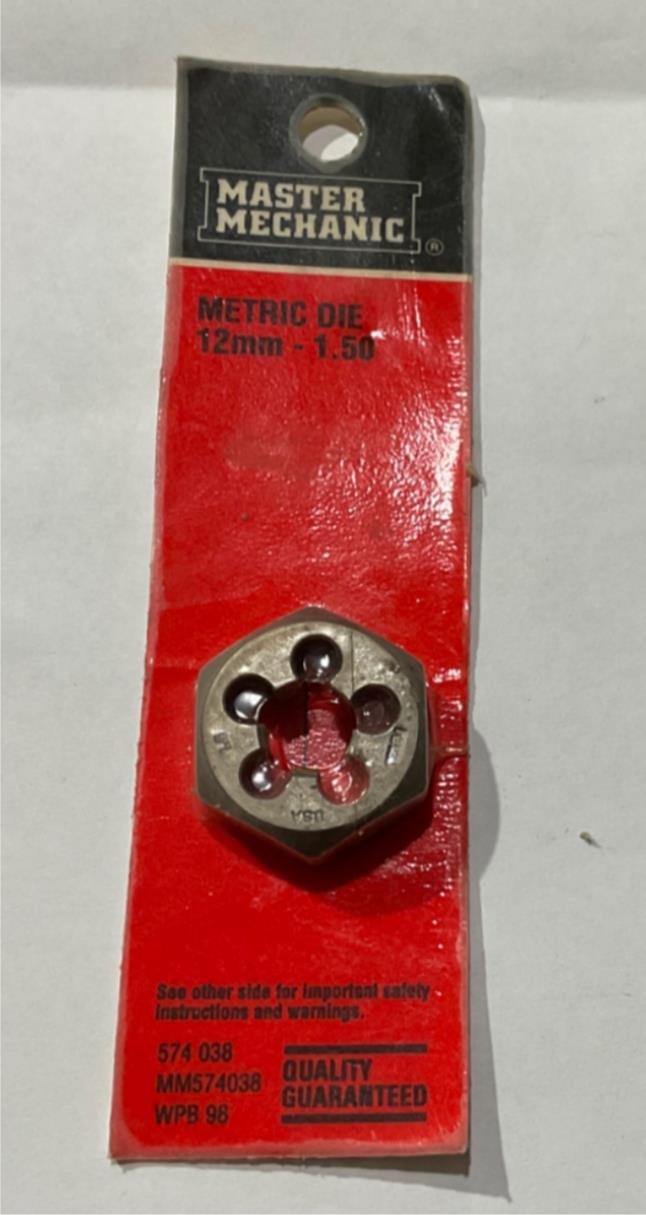 MASTER
MECHANIC
®
METRIC DIE
12mm - 1.50
USA
See other side for important safety
instructions and warnings.
574 038
MM574038
WPB 98
QUALITY
GUARANTEED